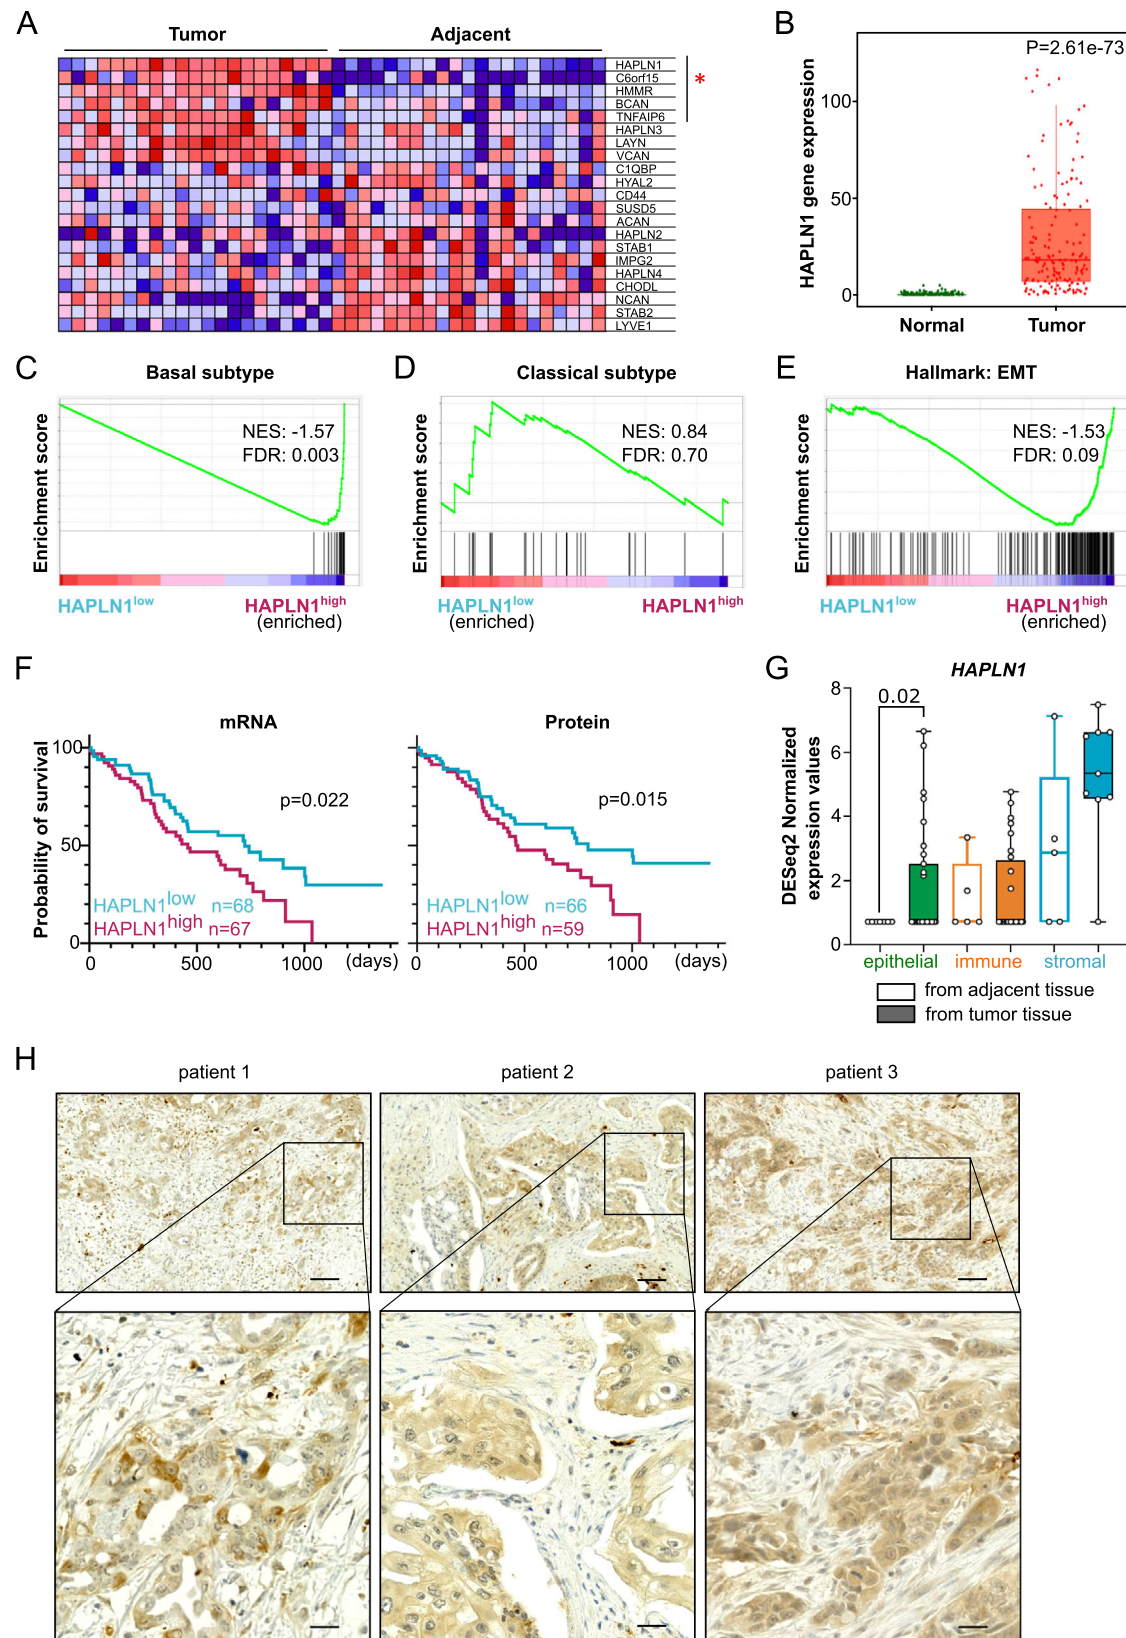 A
Tumor
Adjacent
HAPLN1
C6orf15
HMMR
BCAN
TNFAIP6
HAPLN3
LAYN
VCAN
C1QBP
HYAL2
CD44
SUSD5
ACAN
HAPLN2
STAB1
IMPG2
HAPLN4
CHODL
NCAN
STAB2
LYVE1
*
B
P=2.61e-73
HAPLN1 gene expression
100
50
0
Normal
Tumor
C
Basal subtype
Enrichment score
NES: -1.57
FDR: 0.003
HAPLN1low
HAPLN1high
(enriched)
D
Classical subtype
Enrichment score
NES: 0.84
FDR: 0.70
HAPLN1low
(enriched)
HAPLN1high
E
Hallmark: EMT
Enrichment score
NES: -1.53
FDR: 0.09
HAPLN1low
HAPLN1high
(enriched)
F
mRNA
Probability of survival
100
50
0
p=0.022
HAPLN1low n=68
HAPLN1high n=67
0
500
1000
(days)
Protein
p=0.015
HAPLN1low n=66
HAPLN1high n=59
0
500
1000
(days)
G
HAPLN1
DESeq2 Normalized
expression values
8
6
4
2
0
0.02
epithelial
immune
stromal
from adjacent tissue
from tumor tissue
H
patient 1
patient 2
patient 3